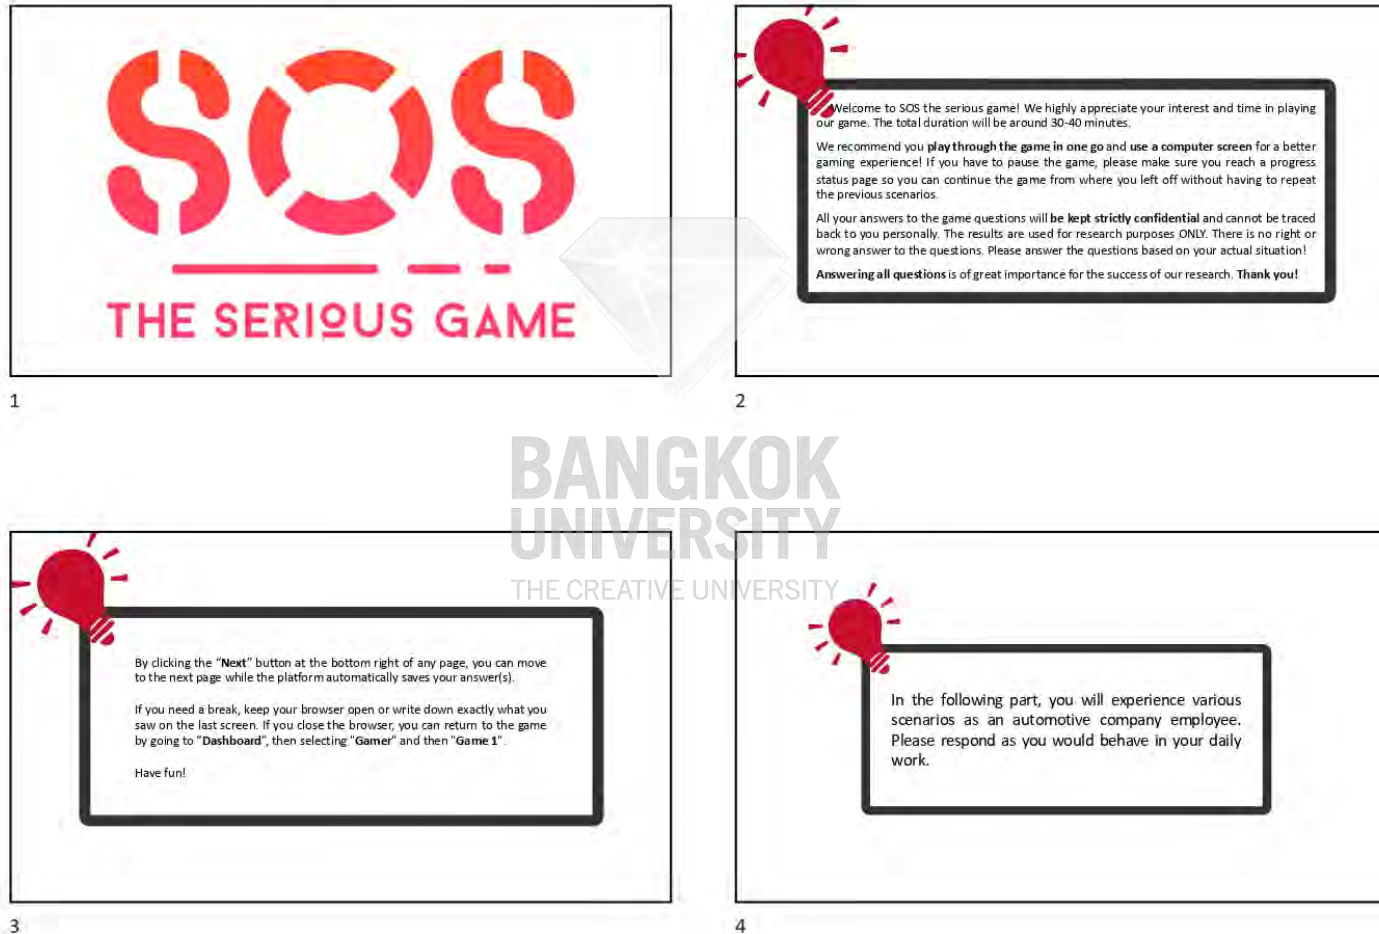 SOS
THE SERIOUS GAME
1
Welcome to SOS the serious game! We highly appreciate your interest and time in playing
our game. The total duration will be around 30-40 minutes.
We recommend you play through the game in one go and use a computer screen for a better
gaming experience! If you have to pause the game, please make sure you reach a progress
status page so you can continue the game from where you left off without having to repeat
the previous scenarios.
All your answers to the game questions will be kept strictly confidential and cannot be traced
back to you personally. The results are used for research purposes ONLY. There is no right or
wrong answer to the questions. Please answer the questions based on your actual situation!
Answering all questions is of great importance for the success of our research. Thank you!
2
BANGKOK
UNIVERSITY
THE CREATIVE UNIVERSITY
By clicking the “Next” button at the bottom right of any page, you can move
to the next page while the platform automatically saves your answer(s).
If you need a break, keep your browser open or write down exactly what you
saw on the last screen. If you close the browser, you can return to the game
by going to "Dashboard", then selecting "Gamer" and then "Game 1".
Have fun!
3
In the following part, you will experience various
scenarios as an automotive company employee.
Please respond as you would behave in your daily
work.
4